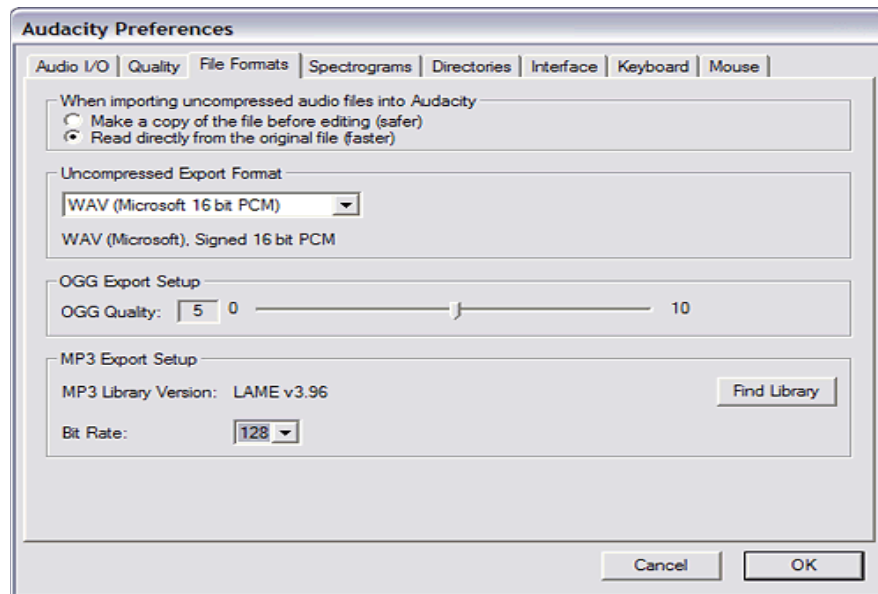 Audacity Preferences
Audio I/O Quality File Formats Spectrograms Directories Interface Keyboard Mouse
When importing uncompressed audio files into Audacity
Make a copy of the file before editing (safer)
Read directly from the original file (faster)
Uncompressed Export Format
WAV (Microsoft 16 bit PCM)
WAV (Microsoft), Signed 16 bit PCM
OGG Export Setup
OGG Quality: 5 0 10
MP3 Export Setup
MP3 Library Version: LAME v3.96 Find Library
Bit Rate: 128
Cancel OK